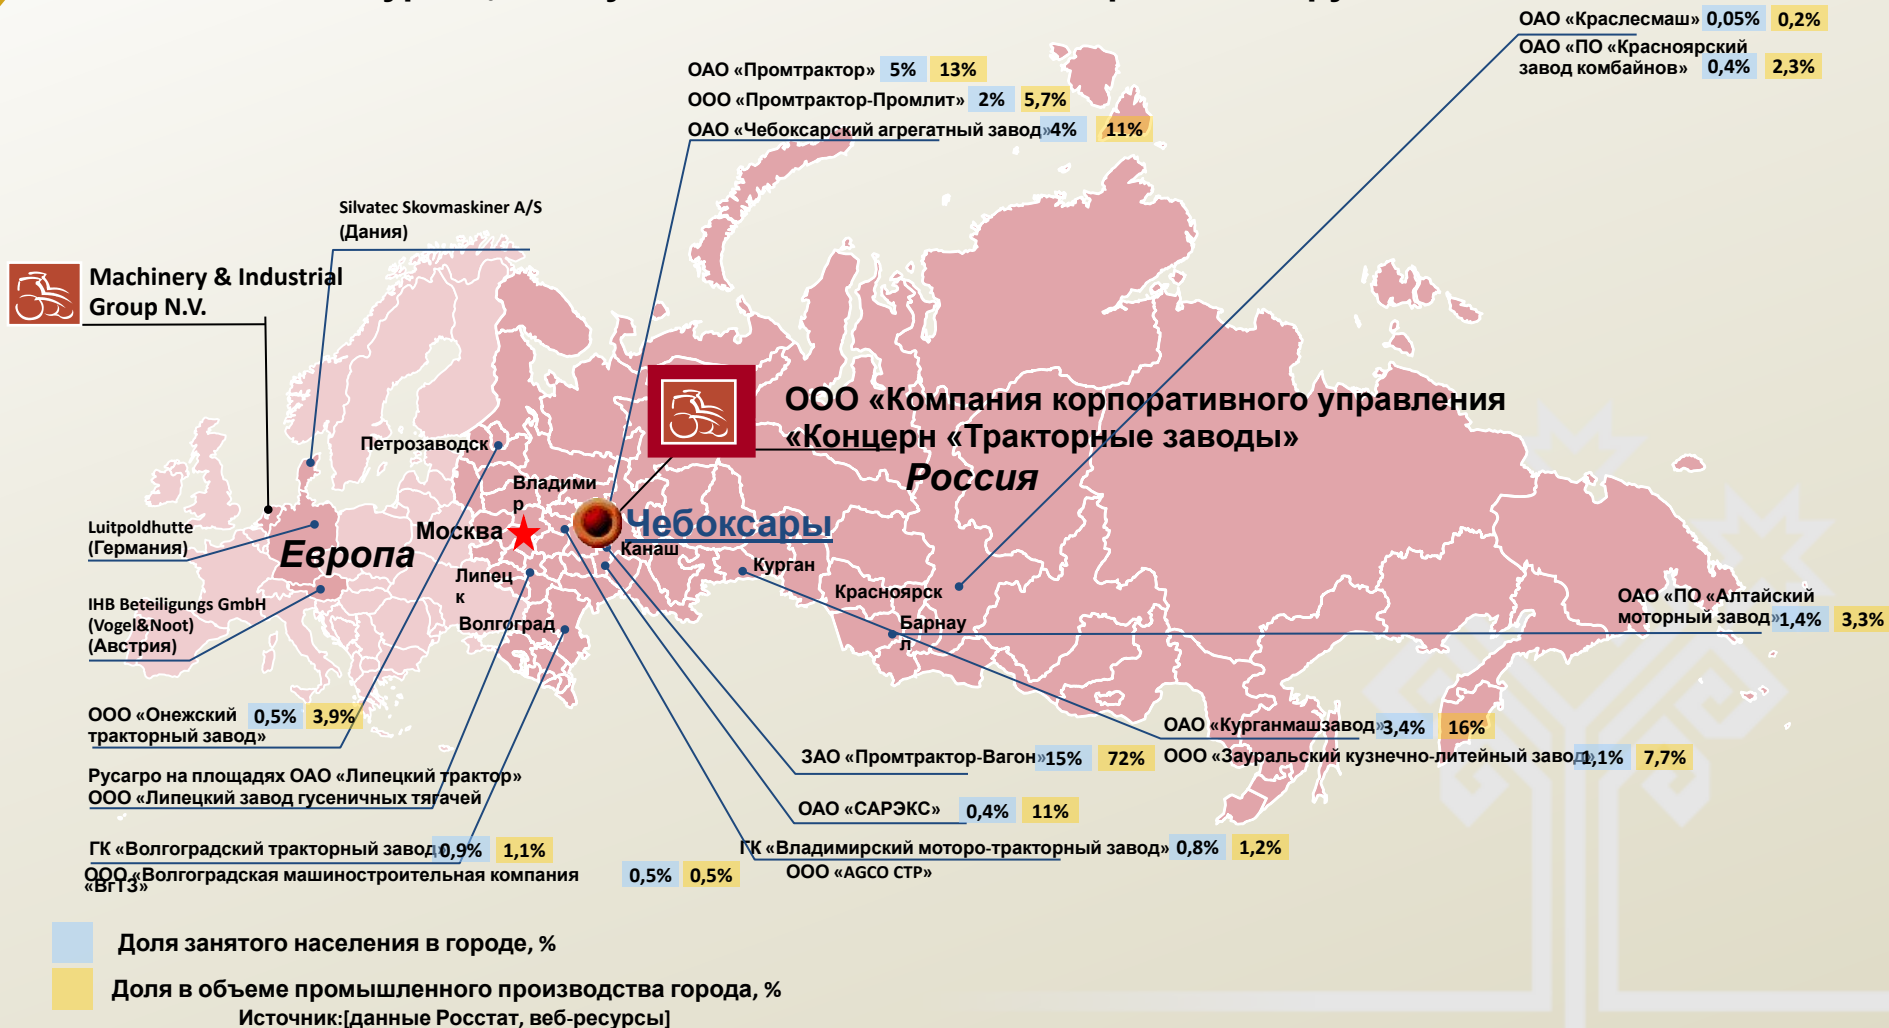 ОАО «Краслесмаш» 0,05% 0,2%
ОАО «ПО «Красноярский
завод комбайнов» 0,4% 2,3%
ОАО «Промтрактор» 5% 13%
ООО «Промтрактор-Промлит» 2% 5,7%
ОАО «Чебоксарский агрегатный завод» 4% 11%
Silvatec Skovmaskiner A/S
(Дания)
Machinery & Industrial
Group N.V.
ООО «Компания корпоративного управления
«Концерн «Тракторные заводы»
Россия
Петрозаводск
Владими
р
Москва
Чебоксары
Канаш
Курган
Luitpoldhutte
(Германия)
Европа
Липец
к
Красноярск
IHB Beteiligungs GmbH
(Vogel&Noot)
(Австрия)
Волгоград
Барнау
л
ОАО «ПО «Алтайский
моторный завод» 1,4% 3,3%
ООО «Онежский
тракторный завод» 0,5% 3,9%
ОАО «Курганмашзавод» 3,4% 16%
ЗАО «Промтрактор-Вагон» 15% 72%
ООО «Зауральский кузнечно-литейный завод» 1,1% 7,7%
Русагро на площадях ОАО «Липецкий трактор»
ООО «Липецкий завод гусеничных тягачей
ОАО «САРЭКС» 0,4% 11%
ГК «Волгоградский тракторный завод» 0,9% 1,1%
ГК «Владимирский моторо-тракторный завод» 0,8% 1,2%
ООО «Волгоградская машиностроительная компания
«ВгТЗ» 0,5% 0,5%
ООО «AGCO СТР»
Доля занятого населения в городе, %
Доля в объеме промышленного производства города, %
Источник:[данные Росстат, веб-ресурсы]